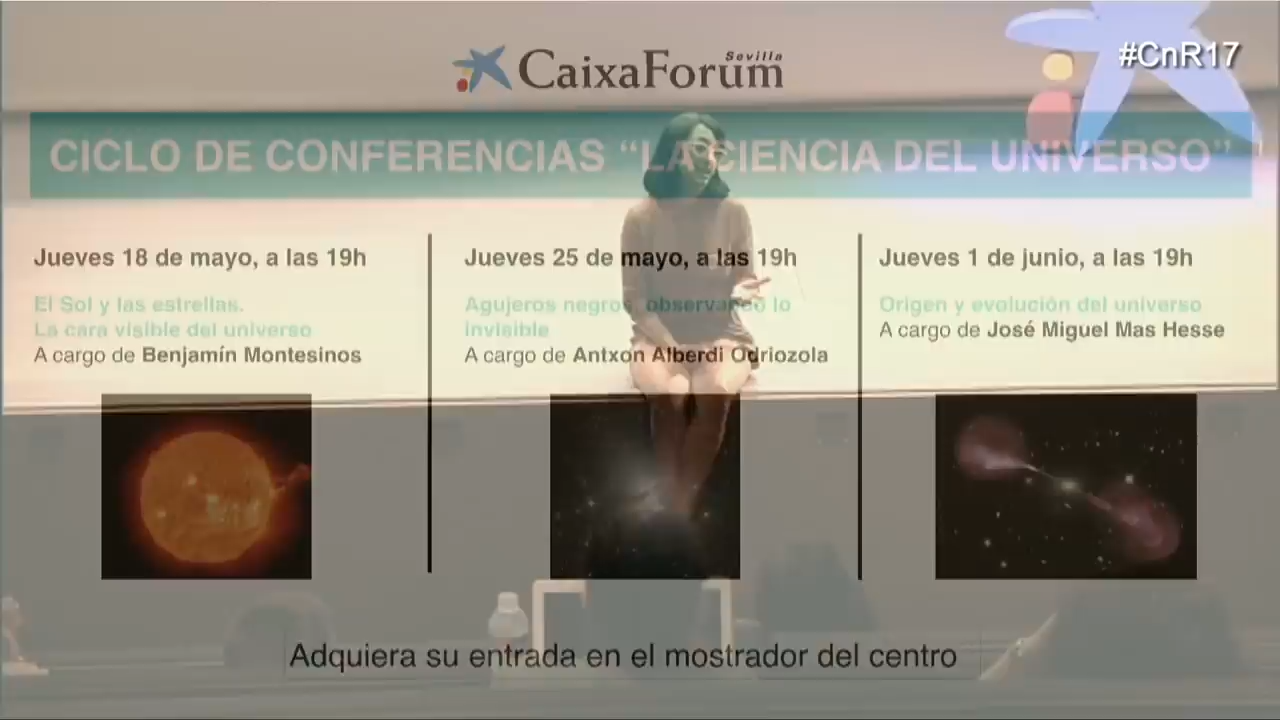 Sevilla
CaixaForum
#CnR17
CICLO DE CONFERENCIAS “LA CIENCIA DEL UNIVERSO”
Jueves 18 de mayo, a las 19h
El Sol y las estrellas.
La cara visible del universo
A cargo de Benjamín Montesinos
Jueves 25 de mayo, a las 19h
Agujeros negros, observando lo
invisible
A cargo de Antxon Alberdi Odriozola
Jueves 1 de junio, a las 19h
Origen y evolución del universo
A cargo de José Miguel Mas Hesse
Adquiera su entrada en el mostrador del centro